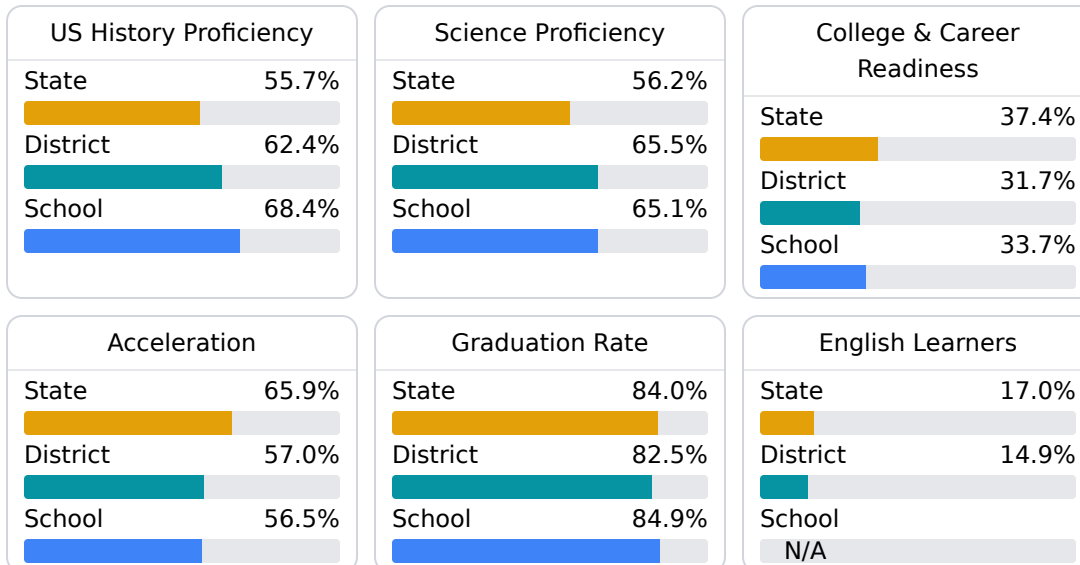 US History Proficiency
State 55.7%
District 62.4%
School 68.4%
Science Proficiency
State 56.2%
District 65.5%
School 65.1%
College & Career
Readiness
State 37.4%
District 31.7%
School 33.7%
Acceleration
State 65.9%
District 57.0%
School 56.5%
Graduation Rate
State 84.0%
District 82.5%
School 84.9%
English Learners
State 17.0%
District 14.9%
School
N/A